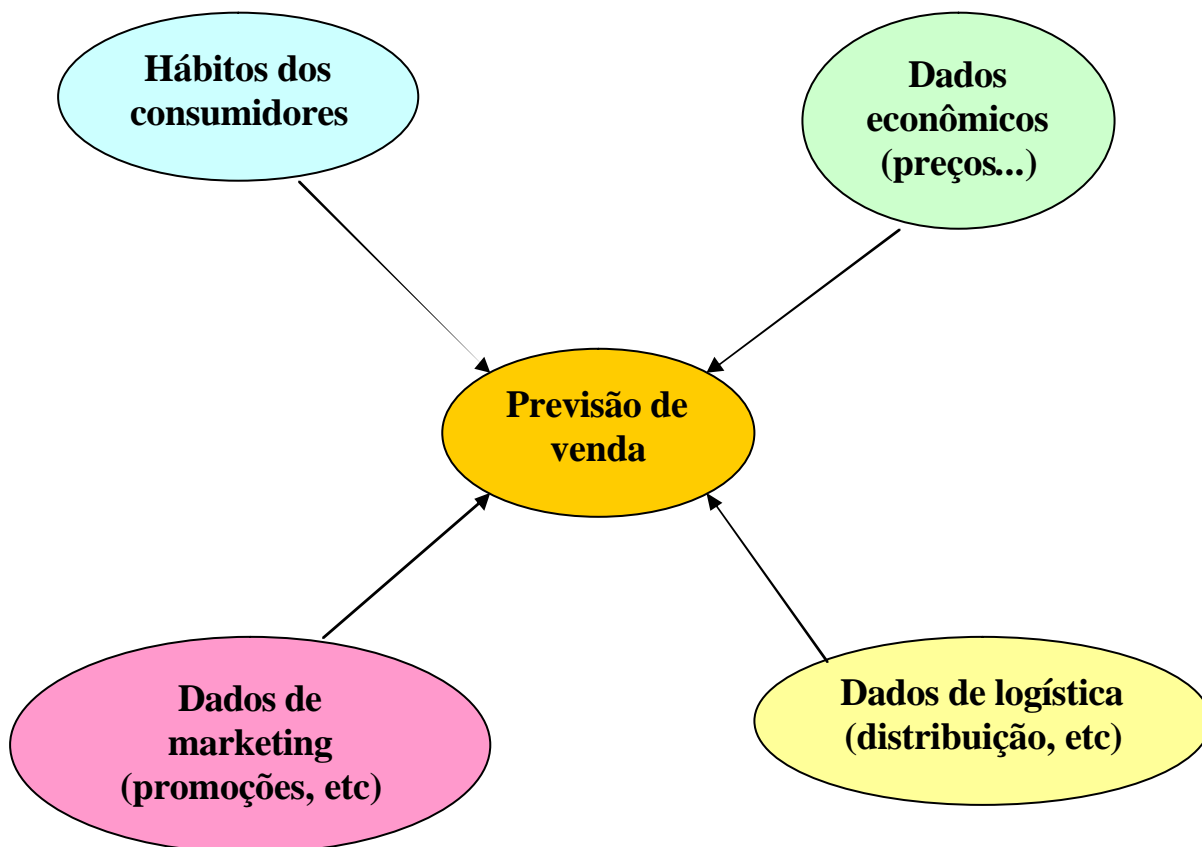 Hábitos dos
consumidores
Dados
econômicos
(preços...)
Previsão de
venda
Dados de
marketing
(promoções, etc)
Dados de logística
(distribuição, etc)